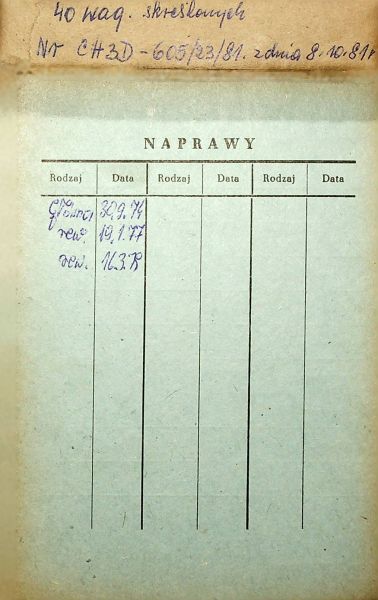 40 wag. skreślonych
Nr CH3D-605/23/81. z dnia 8.10.81r
NAPRAWY
Rodzaj Data Rodzaj Data Rodzaj Data
Główna 30.9.74
rew. 19.1.77
rew. 16.3.79